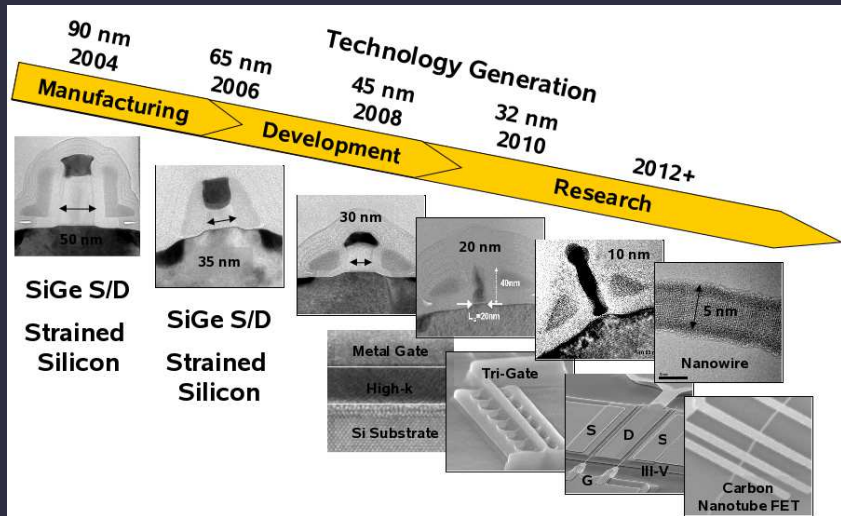 Technology Generation
90 nm
2004
65 nm
2006
45 nm
2008
32 nm
2010
2012+
Manufacturing
Development
Research
50 nm
35 nm
30 nm
20 nm
40nm
10 nm
5 nm
Nanowire
SiGe S/D
Strained
Silicon
SiGe S/D
Strained
Silicon
Metal Gate
High-k
Si Substrate
Tri-Gate
S
D
S
III-V
G
Carbon
Nanotube FET